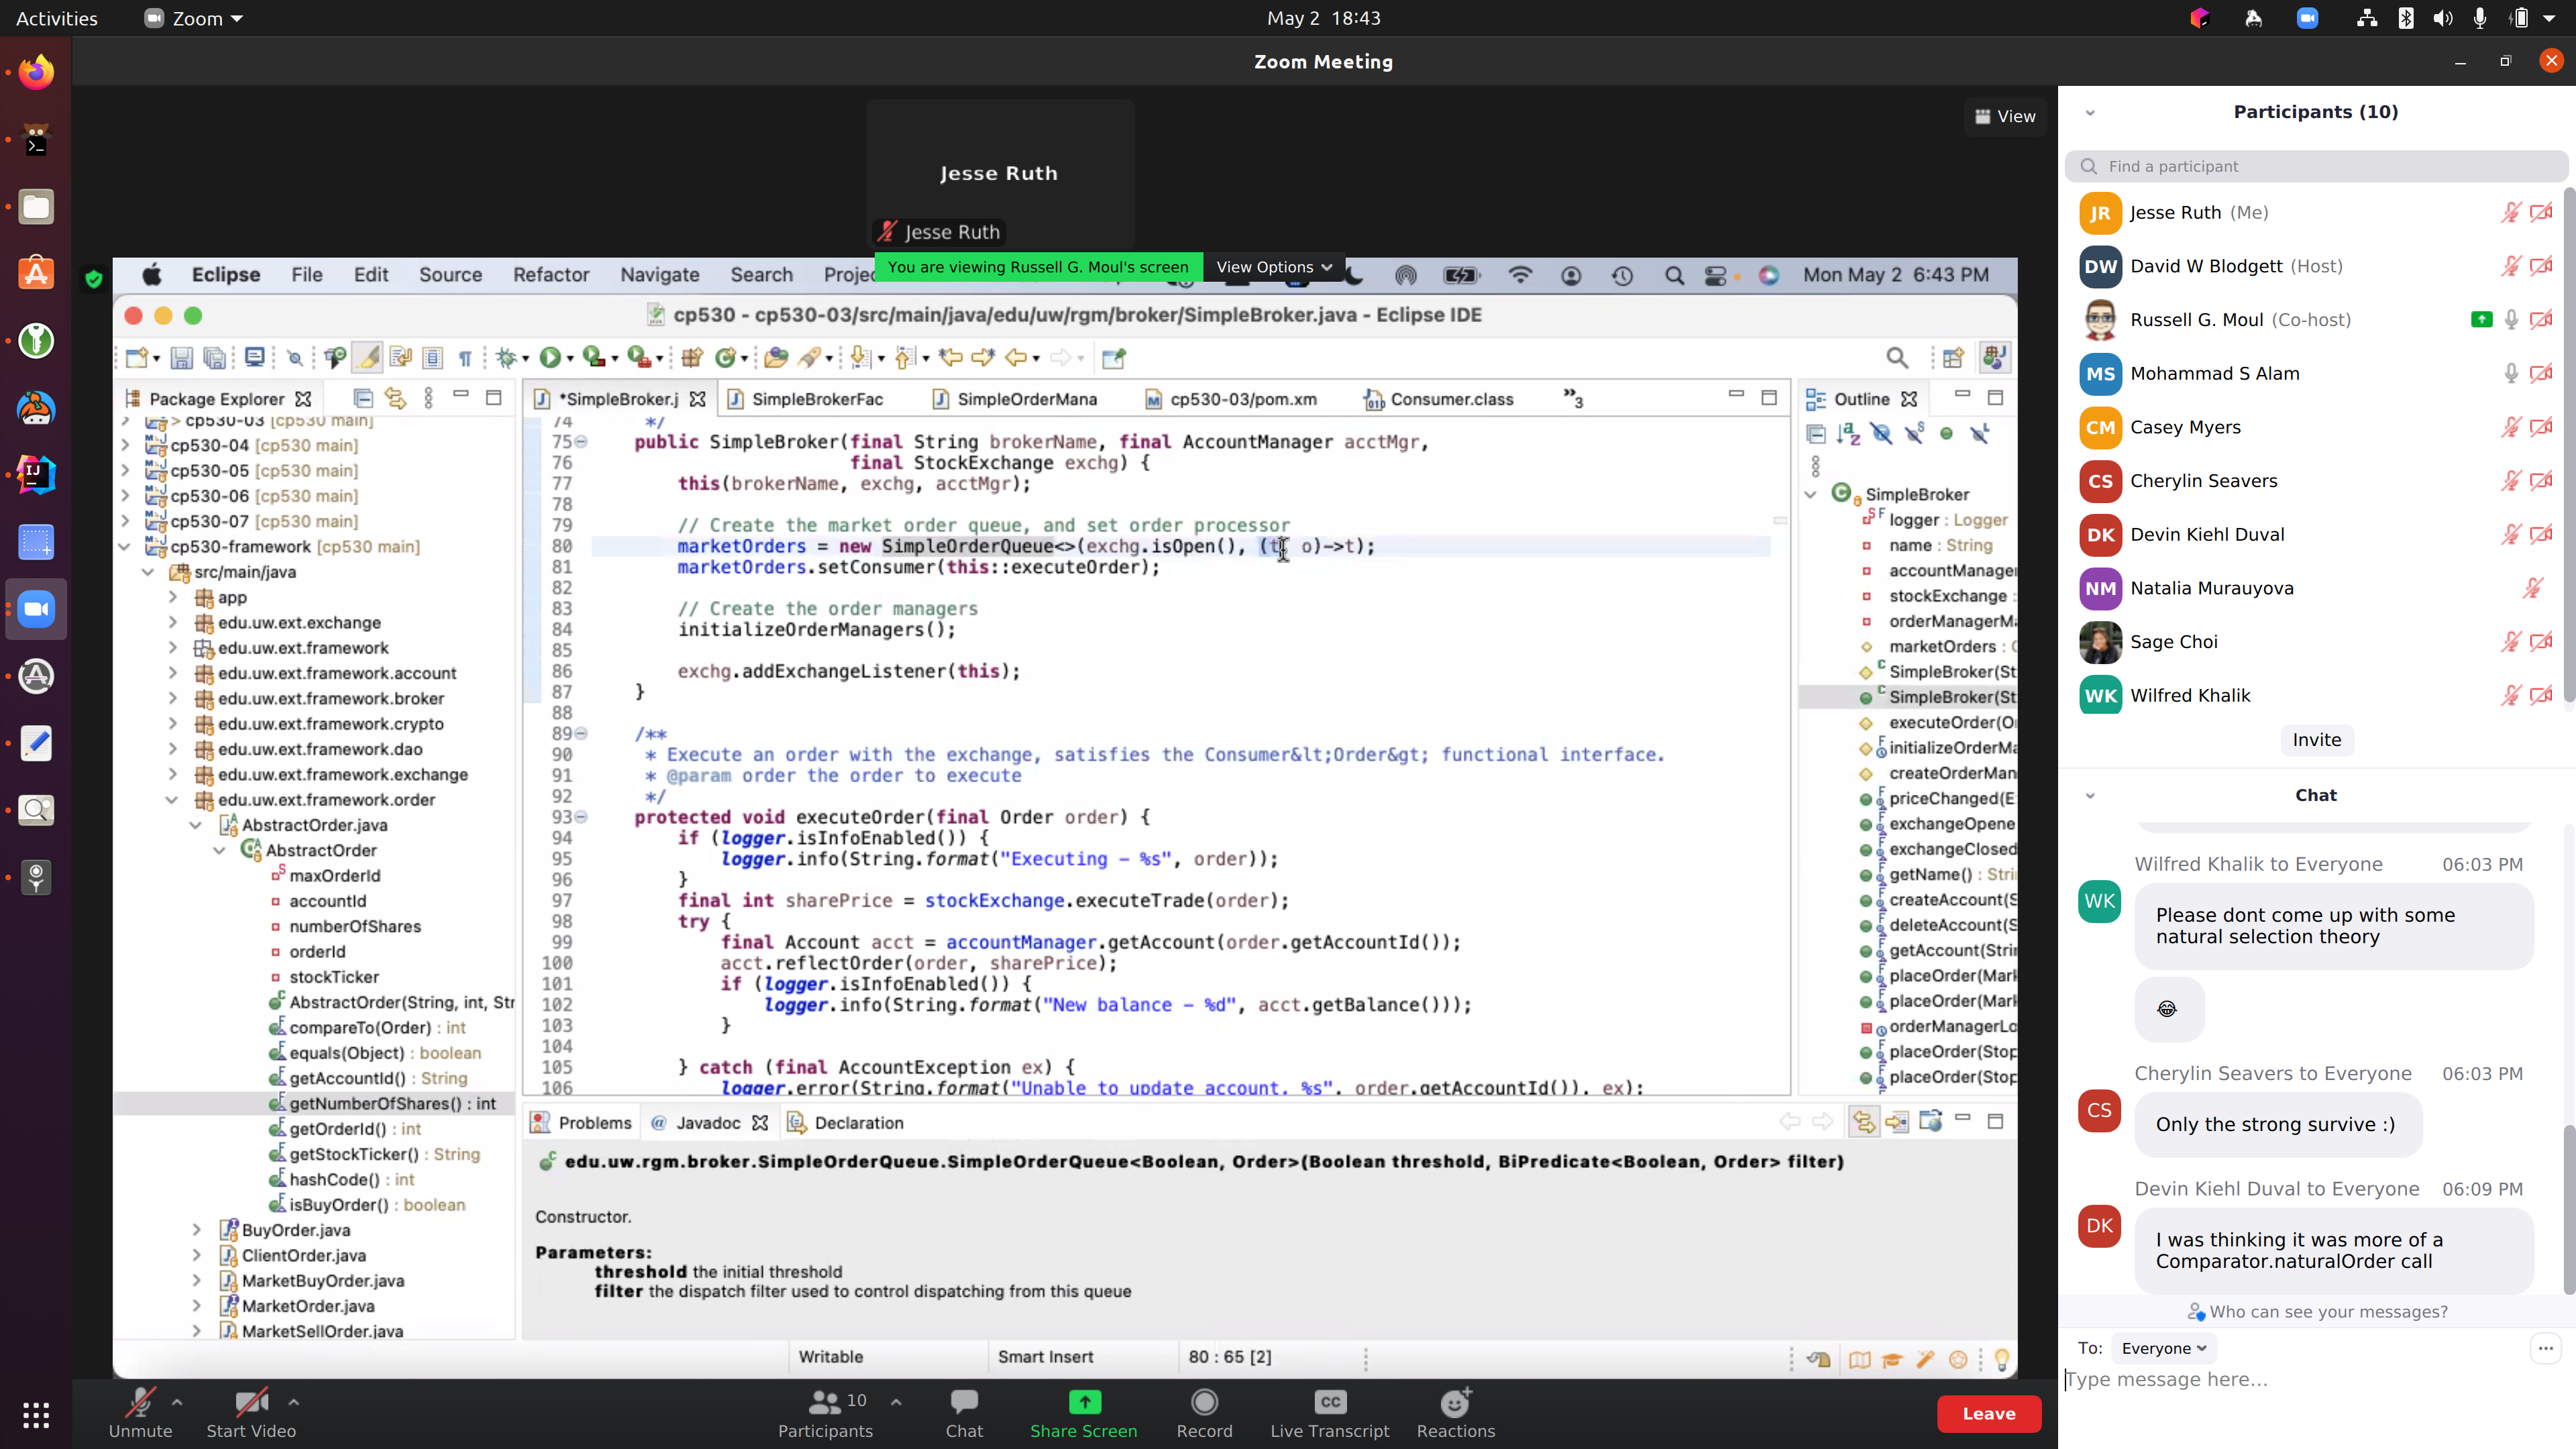 Activities
Zoom
May 2 18:43
Zoom Meeting
Jesse Ruth
Jesse Ruth
View
You are viewing Russell G. Moul's screen
View Options
Eclipse File Edit Source Refactor Navigate Search
Mon May 2 6:43 PM
cp530 - cp530-03/src/main/java/edu/uw/rgm/broker/SimpleBroker.java - Eclipse IDE
Package Explorer
> cp530-03 [cp530 main]
cp530-04 [cp530 main]
cp530-05 [cp530 main]
cp530-06 [cp530 main]
cp530-07 [cp530 main]
cp530-framework [cp530 main]
src/main/java
app
edu.uw.ext.exchange
edu.uw.ext.framework
edu.uw.ext.framework.account
edu.uw.ext.framework.broker
edu.uw.ext.framework.crypto
edu.uw.ext.framework.dao
edu.uw.ext.framework.exchange
edu.uw.ext.framework.order
AbstractOrder.java
AbstractOrder
maxOrderId
accountId
numberOfShares
orderId
stockTicker
AbstractOrder(String, int, Str
compareTo(Order) : int
equals(Object) : boolean
getAccountId() : String
getNumberOfShares() : int
getOrderId() : int
getStockTicker() : String
hashCode() : int
isBuyOrder() : boolean
BuyOrder.java
ClientOrder.java
MarketBuyOrder.java
MarketOrder.java
MarketSellOrder.java
*SimpleBroker.j
SimpleBrokerFac
SimpleOrderMana
cp530-03/pom.xm
Consumer.class
»3
74 */
75 public SimpleBroker(final String brokerName, final AccountManager acctMgr,
76 final StockExchange exchg) {
77 this(brokerName, exchg, acctMgr);
78
79 // Create the market order queue, and set order processor
80 marketOrders = new SimpleOrderQueue<>(exchg.isOpen(), (t, o)->t);
81 marketOrders.setConsumer(this::executeOrder);
82
83 // Create the order managers
84 initializeOrderManagers();
85
86 exchg.addExchangeListener(this);
87 }
88
89 /**
90 * Execute an order with the exchange, satisfies the Consumer&lt;Order&gt; functional interface.
91 * @param order the order to execute
92 */
93 protected void executeOrder(final Order order) {
94 if (logger.isInfoEnabled()) {
95 logger.info(String.format("Executing - %s", order));
96 }
97 final int sharePrice = stockExchange.executeTrade(order);
98 try {
99 final Account acct = accountManager.getAccount(order.getAccountId());
100 acct.reflectOrder(order, sharePrice);
101 if (logger.isInfoEnabled()) {
102 logger.info(String.format("New balance - %d", acct.getBalance()));
103 }
104
105 } catch (final AccountException ex) {
106 logger.error(String.format("Unable to update account, %s", order.getAccountId()), ex);
Outline
SimpleBroker
logger : Logger
name : String
accountManager
stockExchange :
orderManagerMa
marketOrders : O
SimpleBroker(St
SimpleBroker(St
executeOrder(O
initializeOrderMa
createOrderMan
priceChanged(E
exchangeOpene
exchangeClosed
getName() : Stri
createAccount(S
deleteAccount(S
getAccount(Strin
placeOrder(Mark
placeOrder(Mark
orderManagerLo
placeOrder(Stop
placeOrder(Stop
Problems
@ Javadoc
Declaration
edu.uw.rgm.broker.SimpleOrderQueue.SimpleOrderQueue<Boolean, Order>(Boolean threshold, BiPredicate<Boolean, Order> filter)
Constructor.
Parameters:
threshold the initial threshold
filter the dispatch filter used to control dispatching from this queue
Writable
Smart Insert
80 : 65 [2]
Unmute
Start Video
10
Participants
Chat
Share Screen
Record
CC
Live Transcript
Reactions
Leave
Participants (10)
Find a participant
JR Jesse Ruth (Me)
DW David W Blodgett (Host)
Russell G. Moul (Co-host)
MS Mohammad S Alam
CM Casey Myers
CS Cherylin Seavers
DK Devin Kiehl Duval
NM Natalia Murauyova
Sage Choi
WK Wilfred Khalik
Invite
Chat
Wilfred Khalik to Everyone 06:03 PM
WK
Please dont come up with some
natural selection theory
😂
Cherylin Seavers to Everyone 06:03 PM
CS
Only the strong survive :)
Devin Kiehl Duval to Everyone 06:09 PM
DK
I was thinking it was more of a
Comparator.naturalOrder call
Who can see your messages?
To: Everyone
Type message here...